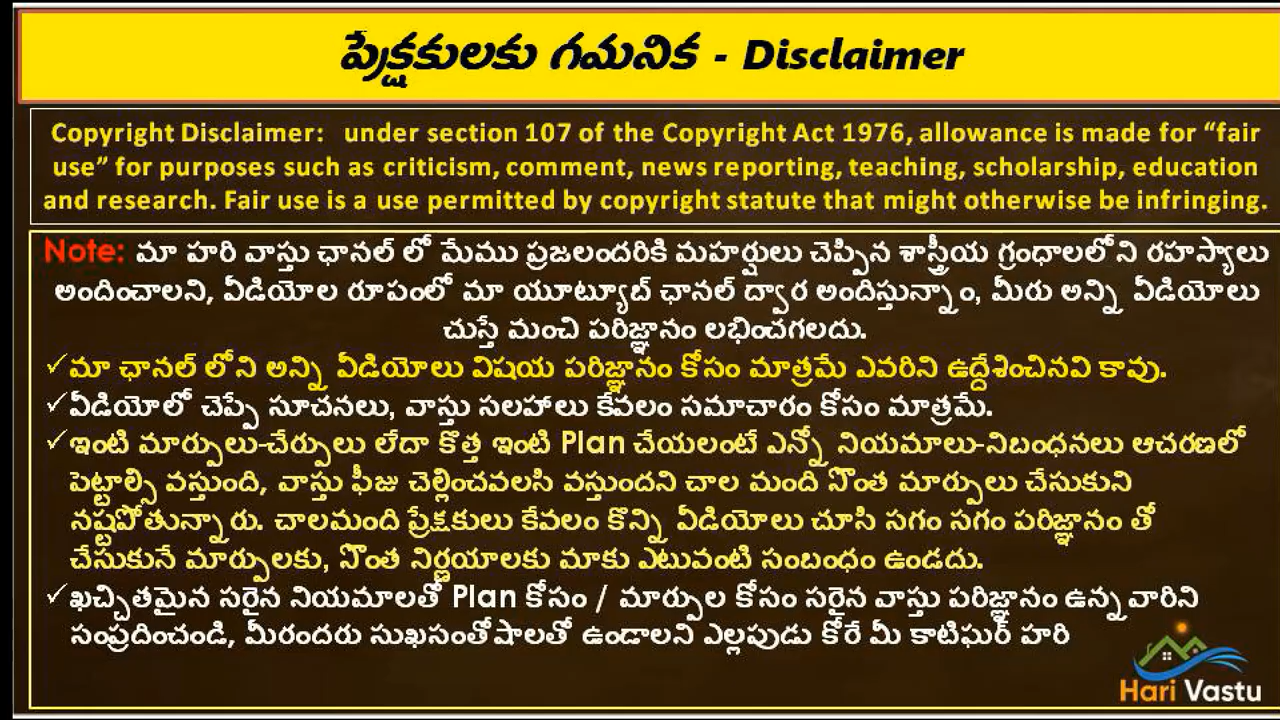 ప్రేక్షకులకు గమనిక - Disclaimer
Copyright Disclaimer: under section 107 of the Copyright Act 1976, allowance is made for “fair
use” for purposes such as criticism, comment, news reporting, teaching, scholarship, education
and research. Fair use is a use permitted by copyright statute that might otherwise be infringing.
Note: మా హరి వాస్తు ఛానల్ లో మేము ప్రజలందరికి మహర్షులు చెప్పిన శాస్త్రీయ గ్రంధాలలోని రహస్యాలు
అందించాలని, వీడియోల రూపంలో మా యూట్యూబ్ ఛానల్ ద్వార అందిస్తున్నాం, మీరు అన్ని వీడియోలు
చుస్తే మంచి పరిజ్ఞానం లభించగలదు.
✓మా ఛానల్ లోని అన్ని వీడియోలు విషయ పరిజ్ఞానం కోసం మాత్రమే ఎవరిని ఉద్దేశించినవి కావు.
✓వీడియోలో చెప్పే సూచనలు, వాస్తు సలహాలు కేవలం సమాచారం కోసం మాత్రమే.
✓ఇంటి మార్పులు-చేర్పులు లేదా కొత్త ఇంటి Plan చేయలంటే ఎన్నో నియమాలు-నిబంధనలు ఆచరణలో
పెట్టాల్సి వస్తుంది, వాస్తు ఫీజు చెల్లించవలసి వస్తుందని చాల మంది సొంత మార్పులు చేసుకుని
నష్టపోతున్నారు. చాలమంది ప్రేక్షకులు కేవలం కొన్ని వీడియోలు చూసి సగం సగం పరిజ్ఞానం తో
చేసుకునే మార్పులకు, సొంత నిర్ణయాలకు మాకు ఎటువంటి సంబంధం ఉండదు.
✓ఖచ్చితమైన సరైన నియమాలతో Plan కోసం / మార్పుల కోసం సరైన వాస్తు పరిజ్ఞానం ఉన్నవారిని
సంప్రదించండి, మీరందరు సుఖసంతోషాలతో ఉండాలని ఎల్లపుడు కోరే మీ కాటిఘర్ హరి
Hari Vastu